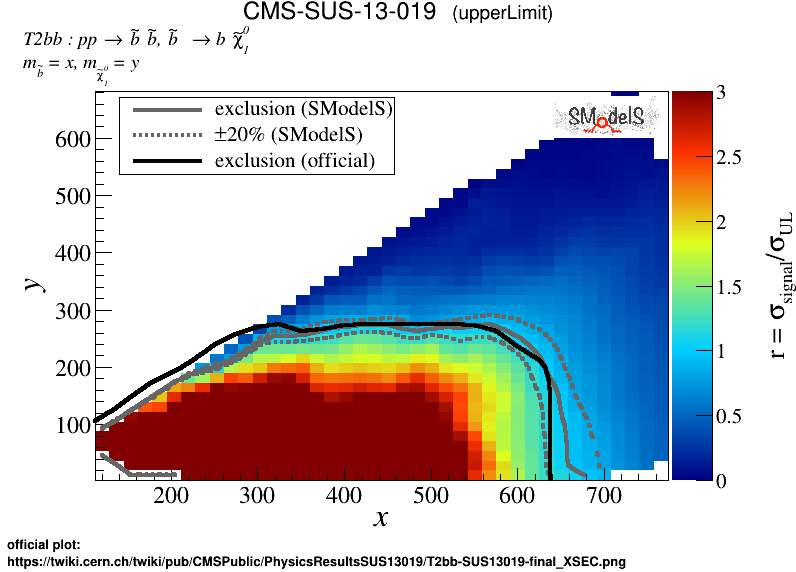 CMS-SUS-13-019 (upperLimit)
T2bb : pp → b̃ b̃, b̃ → b χ̃⁰₁
m_b̃ = x, m_χ̃⁰₁ = y
exclusion (SModelS)
±20% (SModelS)
exclusion (official)
SModelS
600
500
400
300
200
100
y
200
300
400
500
600
700
x
3
2.5
2
1.5
1
0.5
0
r = σ_signal/σ_UL
official plot:
https://twiki.cern.ch/twiki/pub/CMSPublic/PhysicsResultsSUS13019/T2bb-SUS13019-final_XSEC.png